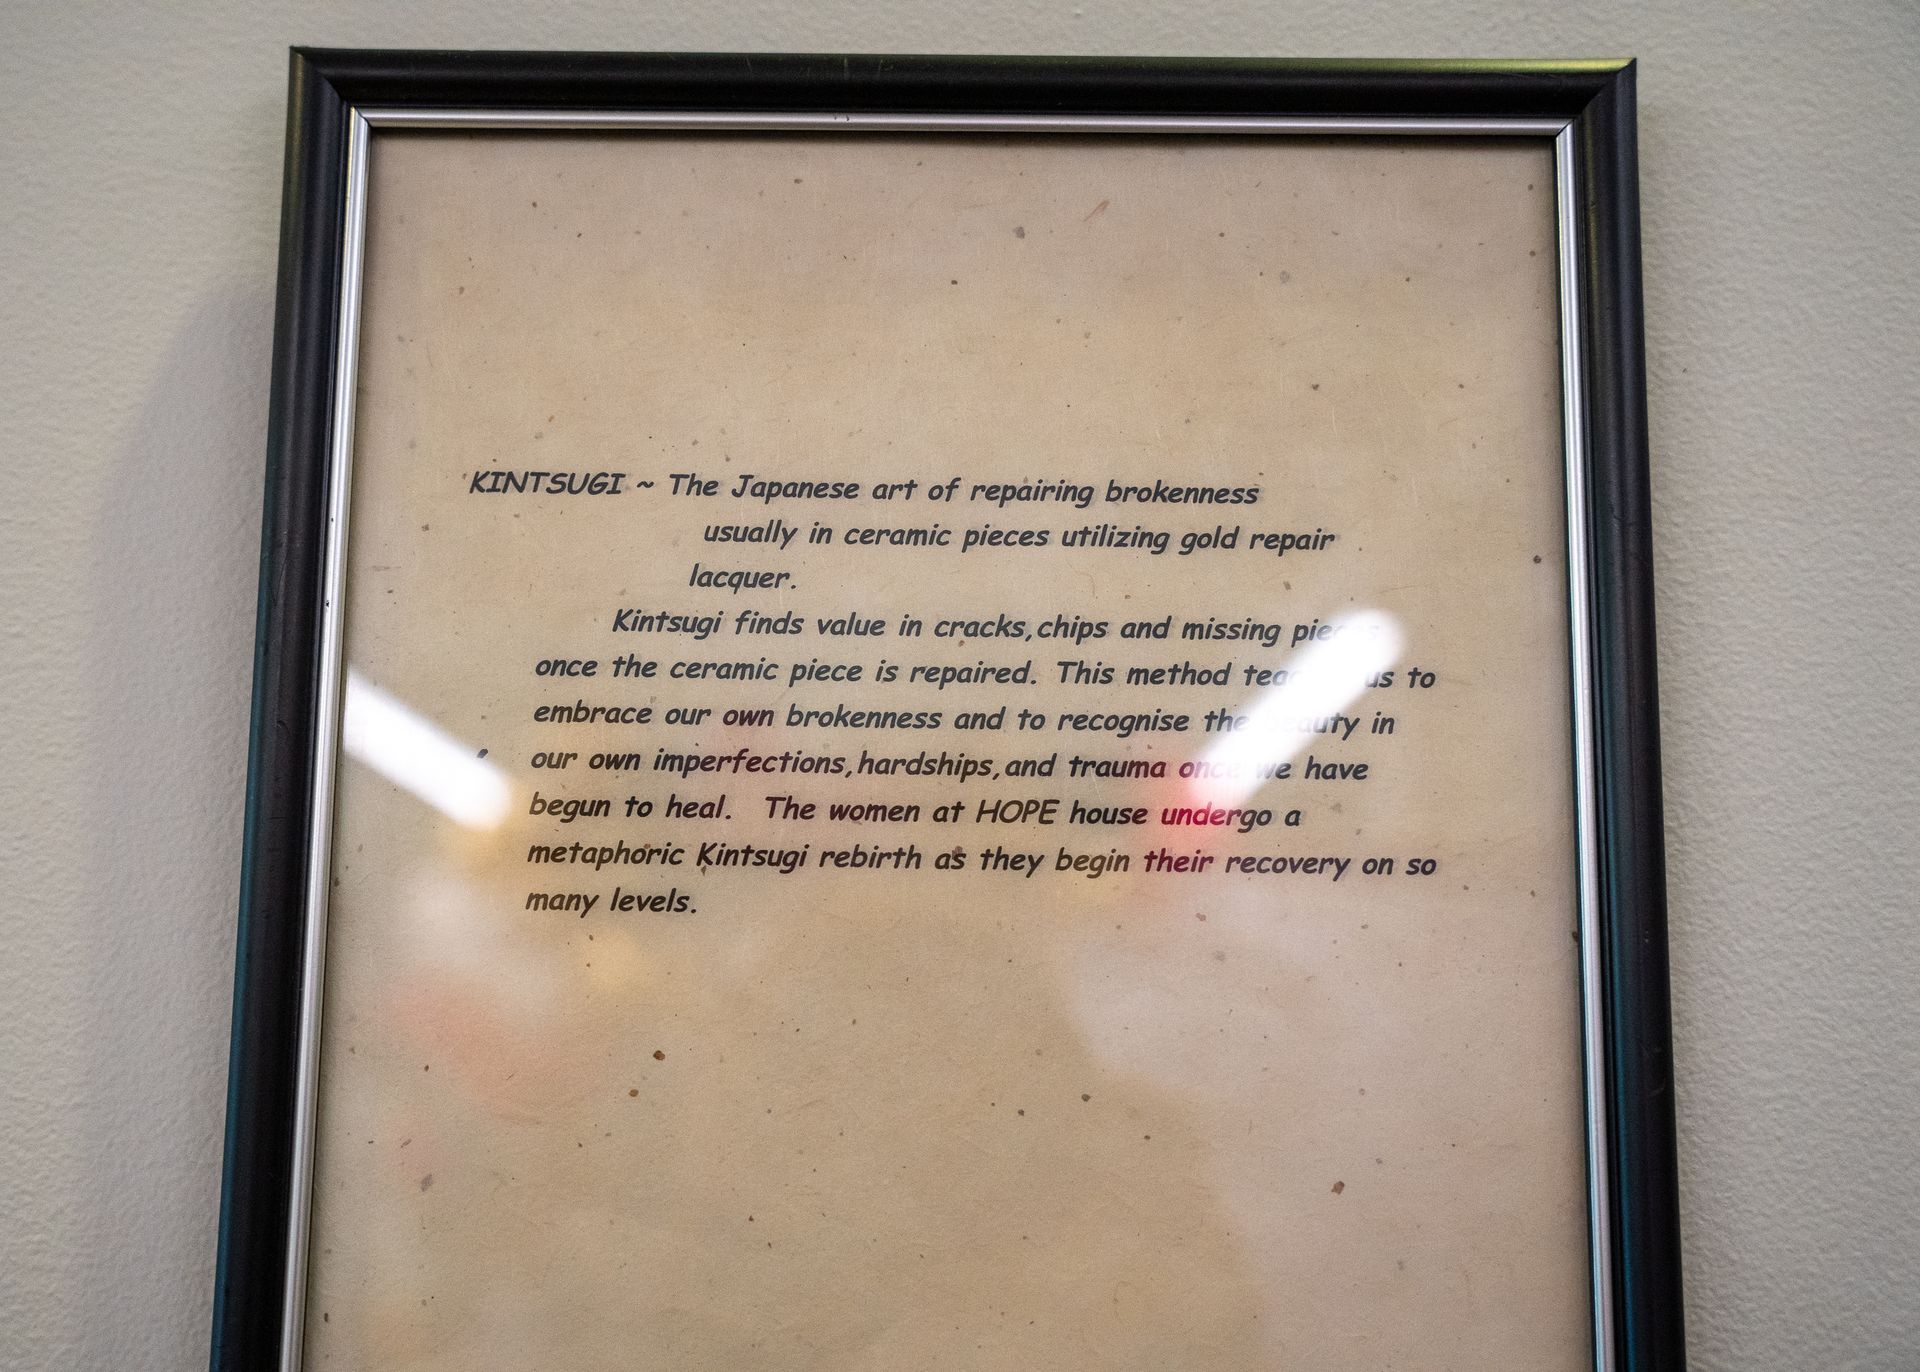 KINTSUGI ~ The Japanese art of repairing brokenness
usually in ceramic pieces utilizing gold repair
lacquer.
Kintsugi finds value in cracks,chips and missing pieces
once the ceramic piece is repaired. This method us to
embrace our own brokenness and to recognise the beauty in
our own imperfections,hardships,and trauma once we have
begun to heal. The women at HOPE house undergo a
metaphoric Kintsugi rebirth as they begin their recovery on so
many levels.